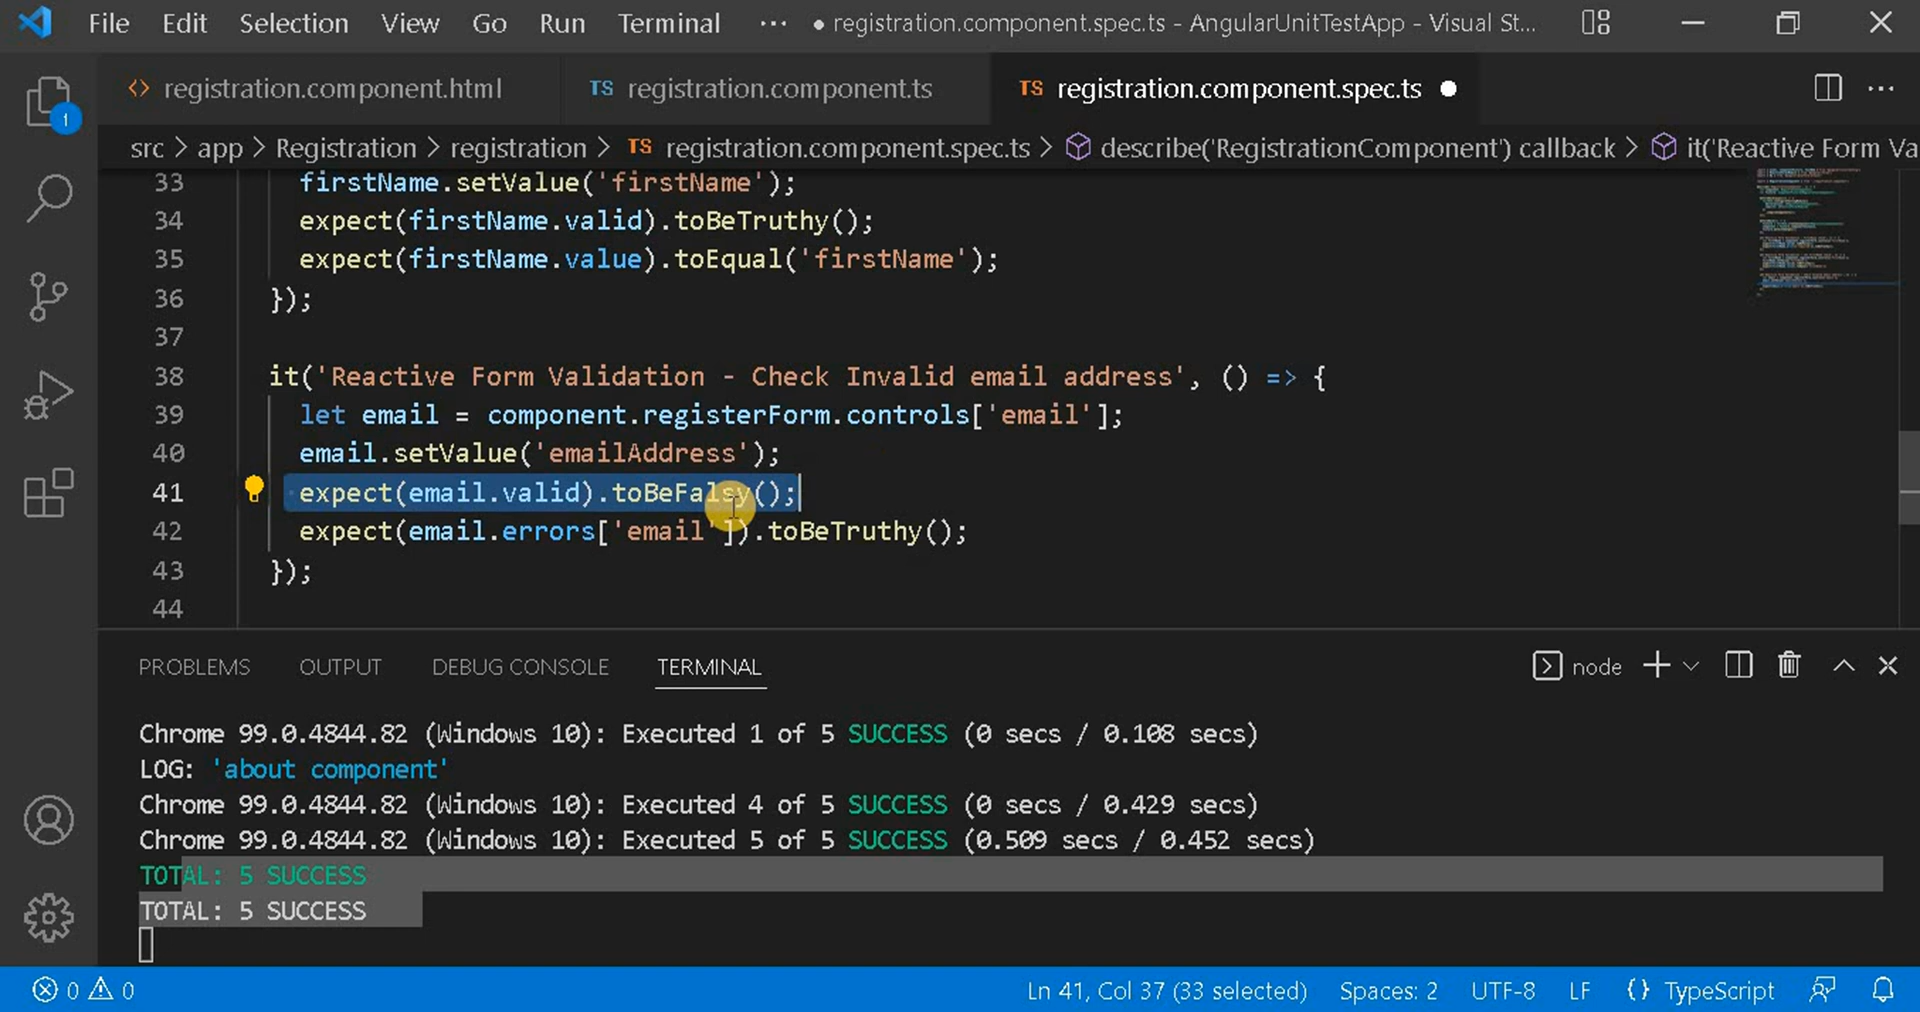 File Edit Selection View Go Run Terminal ··· ● registration.component.spec.ts - AngularUnitTestApp - Visual St...
<> registration.component.html TS registration.component.ts TS registration.component.spec.ts ● ···
src > app > Registration > registration > TS registration.component.spec.ts > describe('RegistrationComponent') callback > it('Reactive Form Va
1
33 firstName.setValue('firstName');
34 expect(firstName.valid).toBeTruthy();
35 expect(firstName.value).toEqual('firstName');
36 });
37
38 it('Reactive Form Validation - Check Invalid email address', () => {
39 let email = component.registerForm.controls['email'];
40 email.setValue('emailAddress');
41 expect(email.valid).toBeFalsy();
42 expect(email.errors['email']).toBeTruthy();
43 });
44
PROBLEMS OUTPUT DEBUG CONSOLE TERMINAL node
Chrome 99.0.4844.82 (Windows 10): Executed 1 of 5 SUCCESS (0 secs / 0.108 secs)
LOG: 'about component'
Chrome 99.0.4844.82 (Windows 10): Executed 4 of 5 SUCCESS (0 secs / 0.429 secs)
Chrome 99.0.4844.82 (Windows 10): Executed 5 of 5 SUCCESS (0.509 secs / 0.452 secs)
TOTAL: 5 SUCCESS
TOTAL: 5 SUCCESS
0 0 Ln 41, Col 37 (33 selected) Spaces: 2 UTF-8 LF {} TypeScript